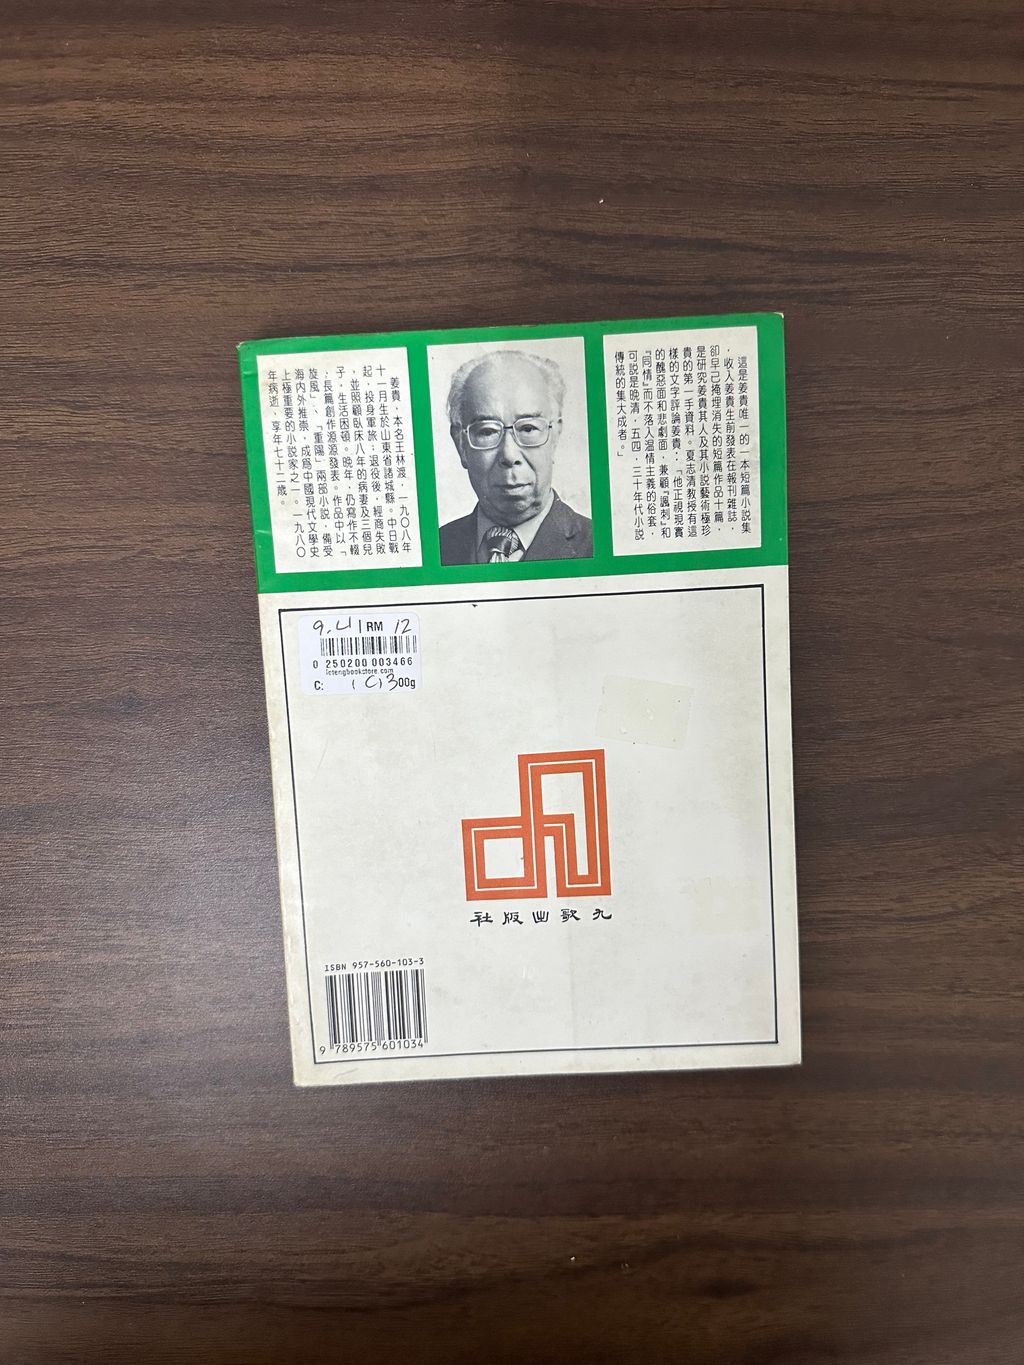 這是姜貴唯一的一本短篇小說集
，收入姜貴生前發表在報刊雜誌，
卻早已掩埋消失的短篇作品十篇，
是研究姜貴其人及其小說藝術極珍
貴的第一手資料。夏志清教授有這
樣的文字評論姜貴：「他正視現實
的醜惡面和悲劇面，兼顧『諷刺』和
『同情』而不落入温情主義的俗套，
可說是晚清，五四，三十年代小說
傳統的集大成者。」
姜貴，本名王林渡，一九〇八年
十一月生於山東省諸城縣。中日戰
起，投身軍旅；退役後，經商失敗
，並照顧臥床八年的病妻及三個兒
子，生活困頓。晚年，仍寫作不輟
，長篇創作源源發表。作品中以「
旋風」、「重陽」兩部小說，備受
海內外推崇，成爲中國現代文學史
上極重要的小說家之一。一九八〇
年病逝，享年七十二歲。
RM 12
0 250200 003466
letengbookstore.com
C: 00g
九歌出版社
ISBN 957-560-103-3
9 789575 601034